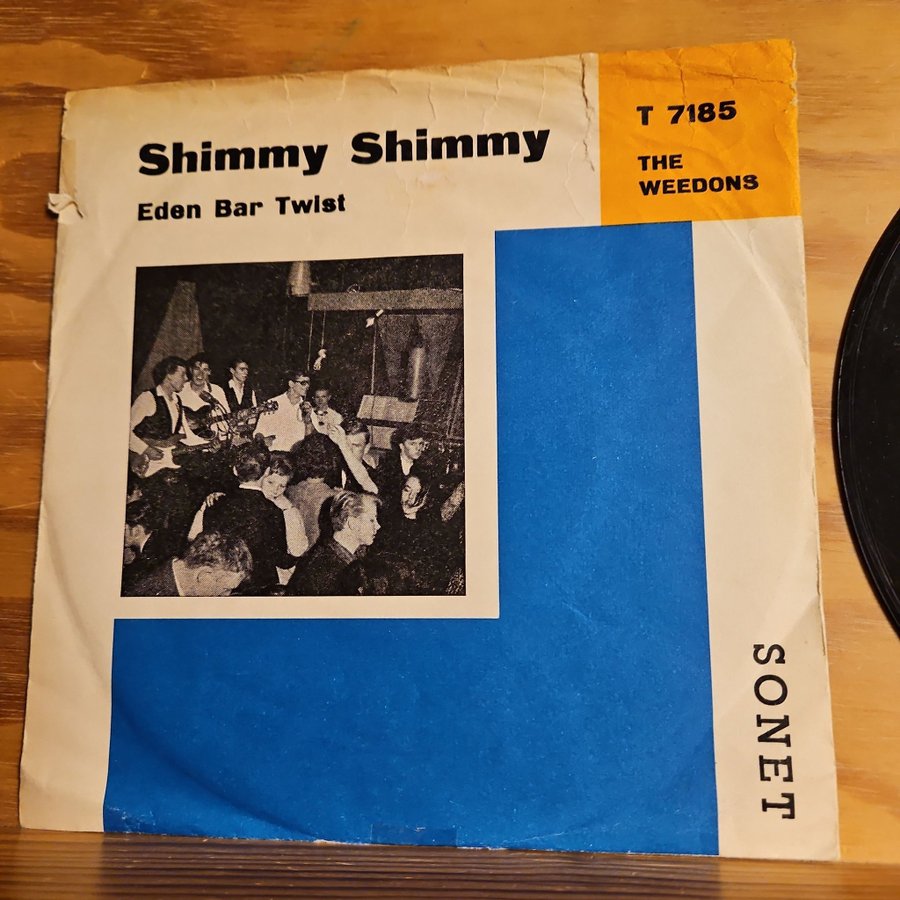 Shimmy Shimmy
Eden Bar Twist
T 7185
THE
WEEDONS
SONET